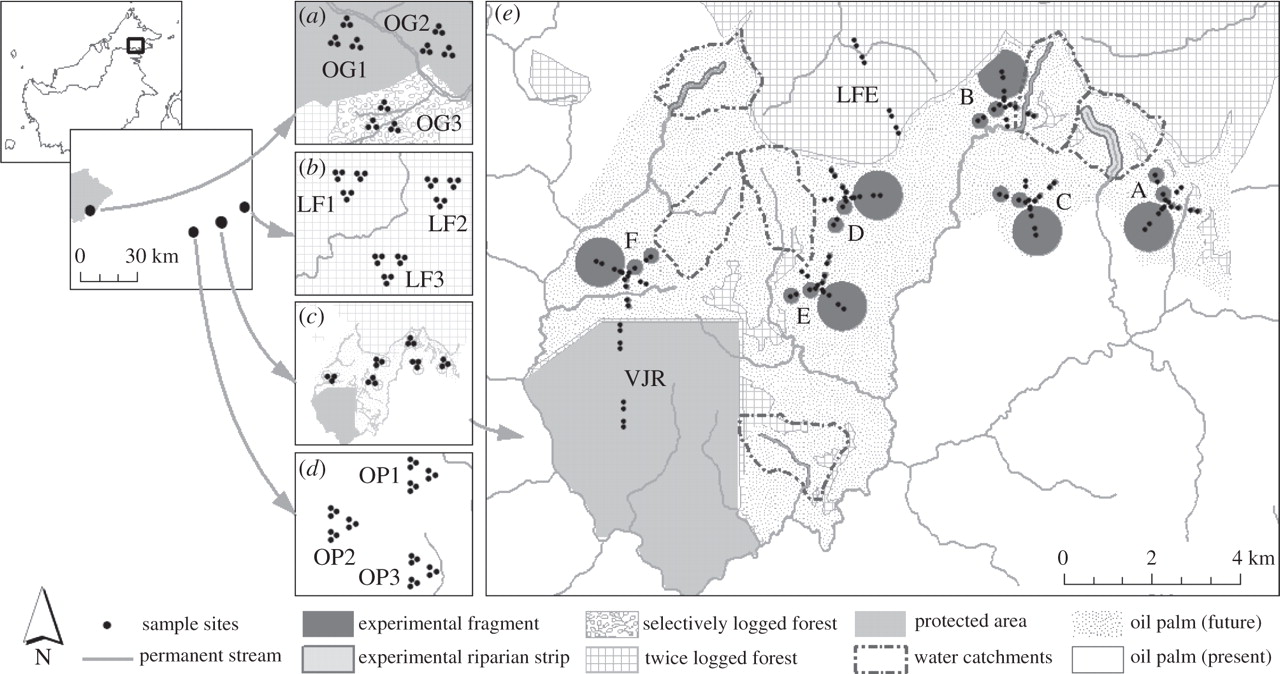 (a)
OG2
OG1
OG3
(b)
LF1
LF2
LF3
0 30 km
(c)
(d)
OP1
OP2
OP3
(e)
LFE
B
A
C
D
F
E
VJR
0 2 4 km
N
sample sites
permanent stream
experimental fragment
experimental riparian strip
selectively logged forest
twice logged forest
protected area
water catchments
oil palm (future)
oil palm (present)